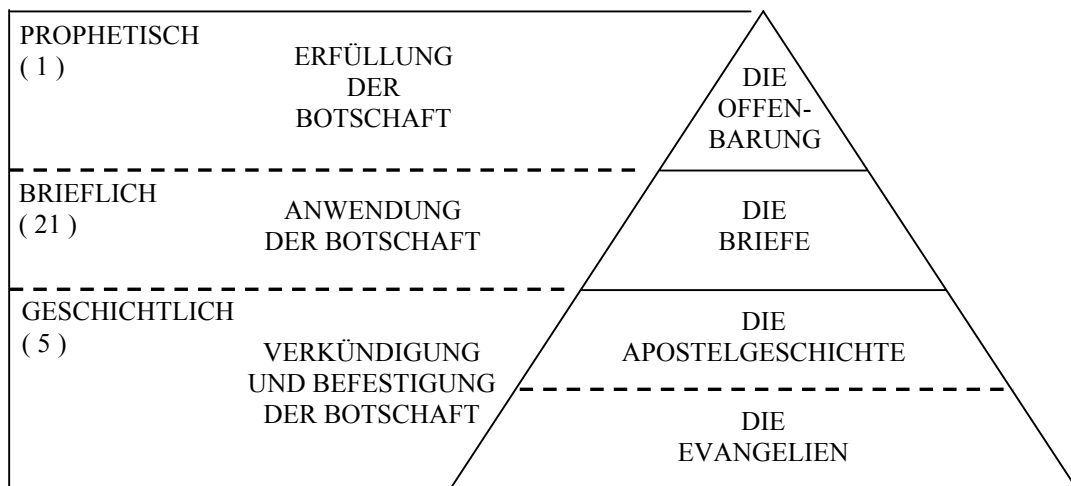 PROPHETISCH
( 1 )
ERFÜLLUNG
DER
BOTSCHAFT
DIE
OFFEN-
BARUNG
BRIEFLICH
( 21 )
ANWENDUNG
DER BOTSCHAFT
DIE
BRIEFE
GESCHICHTLICH
( 5 )
VERKÜNDIGUNG
UND BEFESTIGUNG
DER BOTSCHAFT
DIE
APOSTELGESCHICHTE
DIE
EVANGELIEN